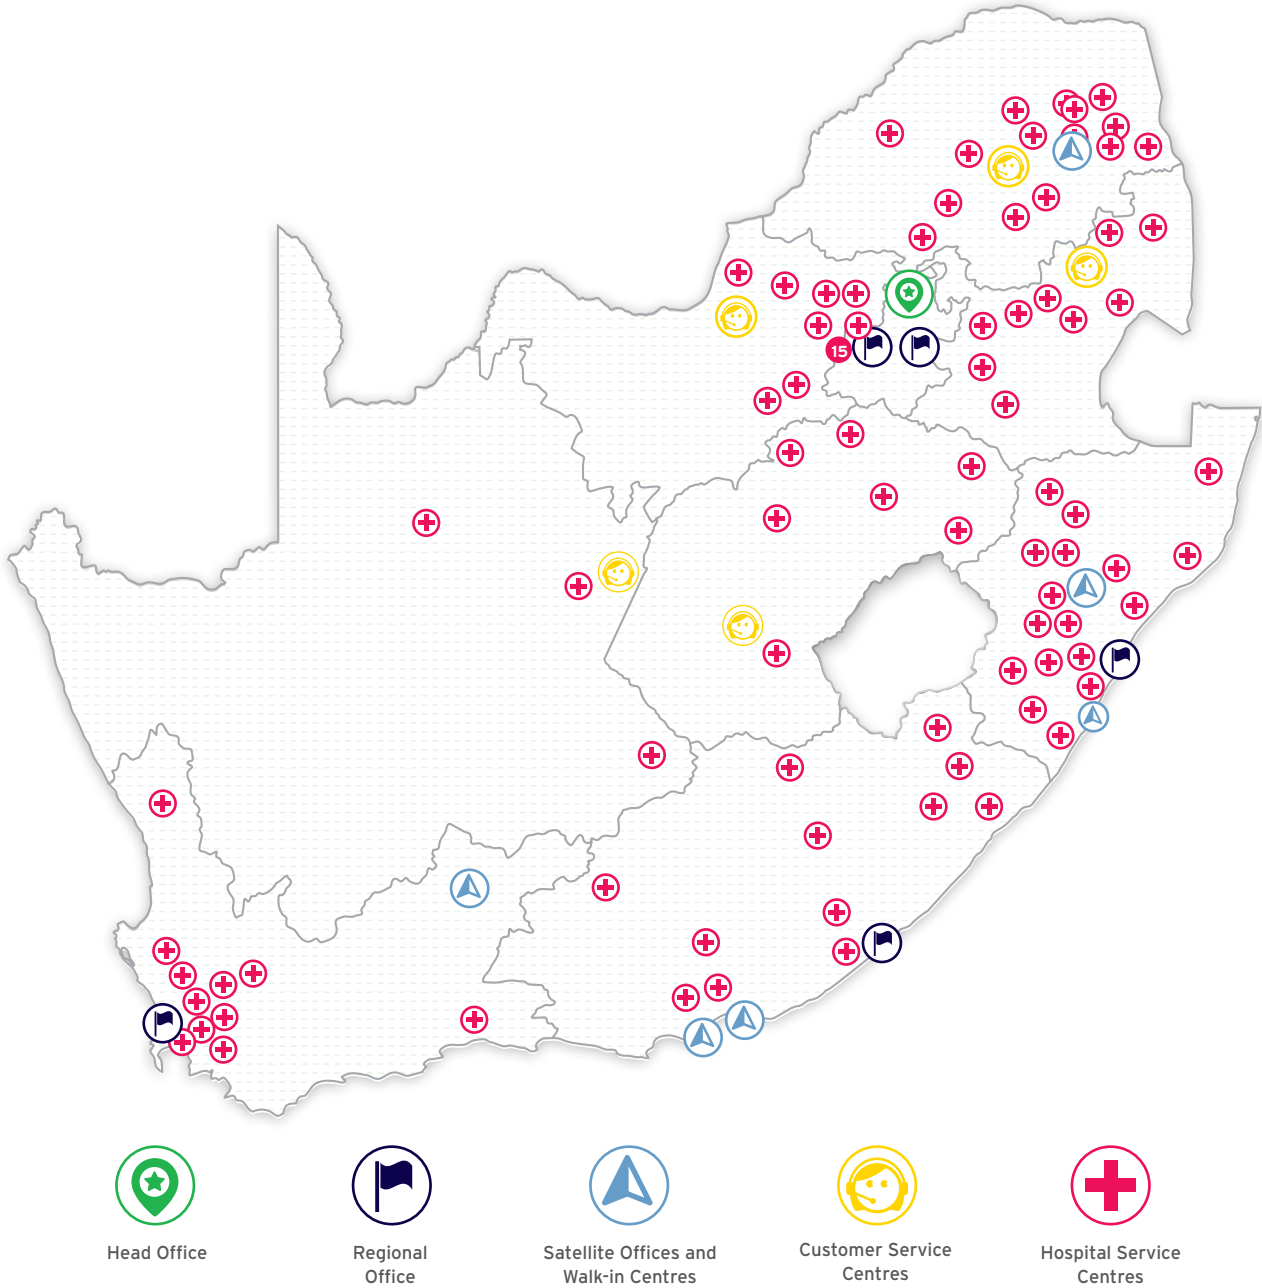 15
Head Office
Regional
Office
Satellite Offices and
Walk-in Centres
Customer Service
Centres
Hospital Service
Centres